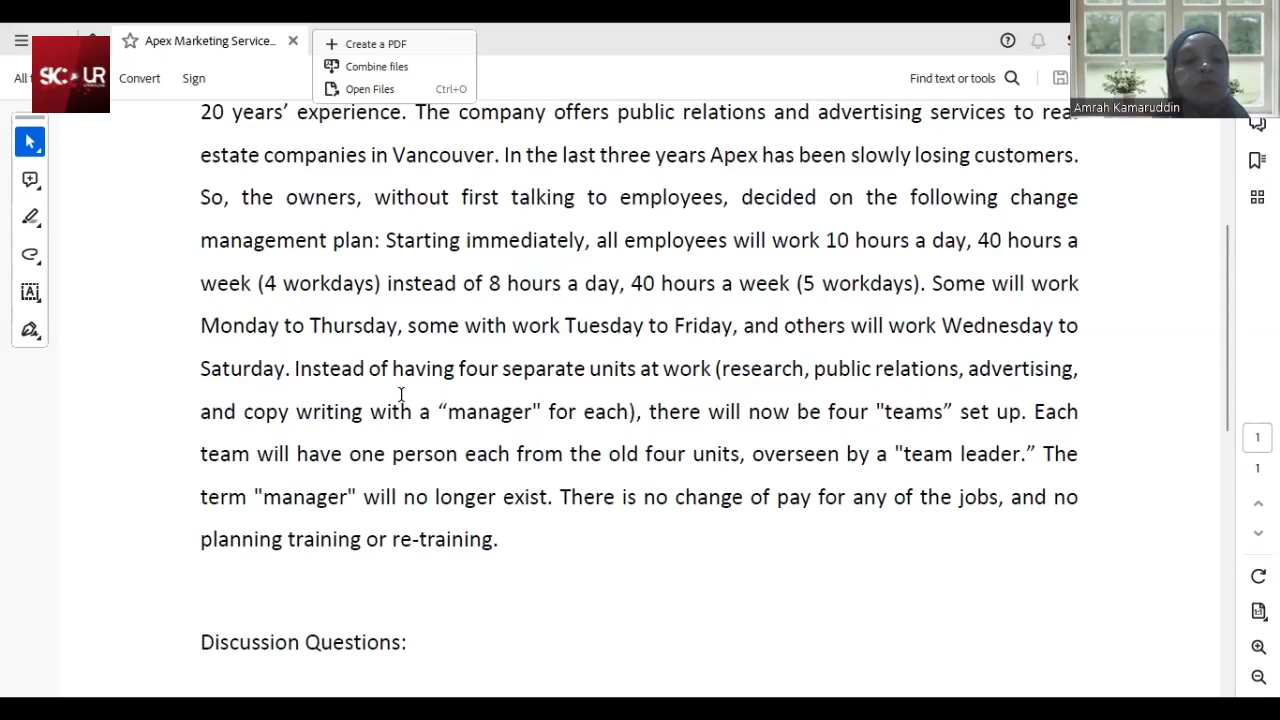 Apex Marketing Service...
Create a PDF
Combine files
Open Files Ctrl+O
Convert
Sign
Find text or tools
Amrah Kamaruddin
20 years’ experience. The company offers public relations and advertising services to real
estate companies in Vancouver. In the last three years Apex has been slowly losing customers.
So, the owners, without first talking to employees, decided on the following change
management plan: Starting immediately, all employees will work 10 hours a day, 40 hours a
week (4 workdays) instead of 8 hours a day, 40 hours a week (5 workdays). Some will work
Monday to Thursday, some with work Tuesday to Friday, and others will work Wednesday to
Saturday. Instead of having four separate units at work (research, public relations, advertising,
and copy writing with a “manager" for each), there will now be four "teams” set up. Each
team will have one person each from the old four units, overseen by a "team leader.” The
term "manager" will no longer exist. There is no change of pay for any of the jobs, and no
planning training or re-training.
Discussion Questions:
1
1